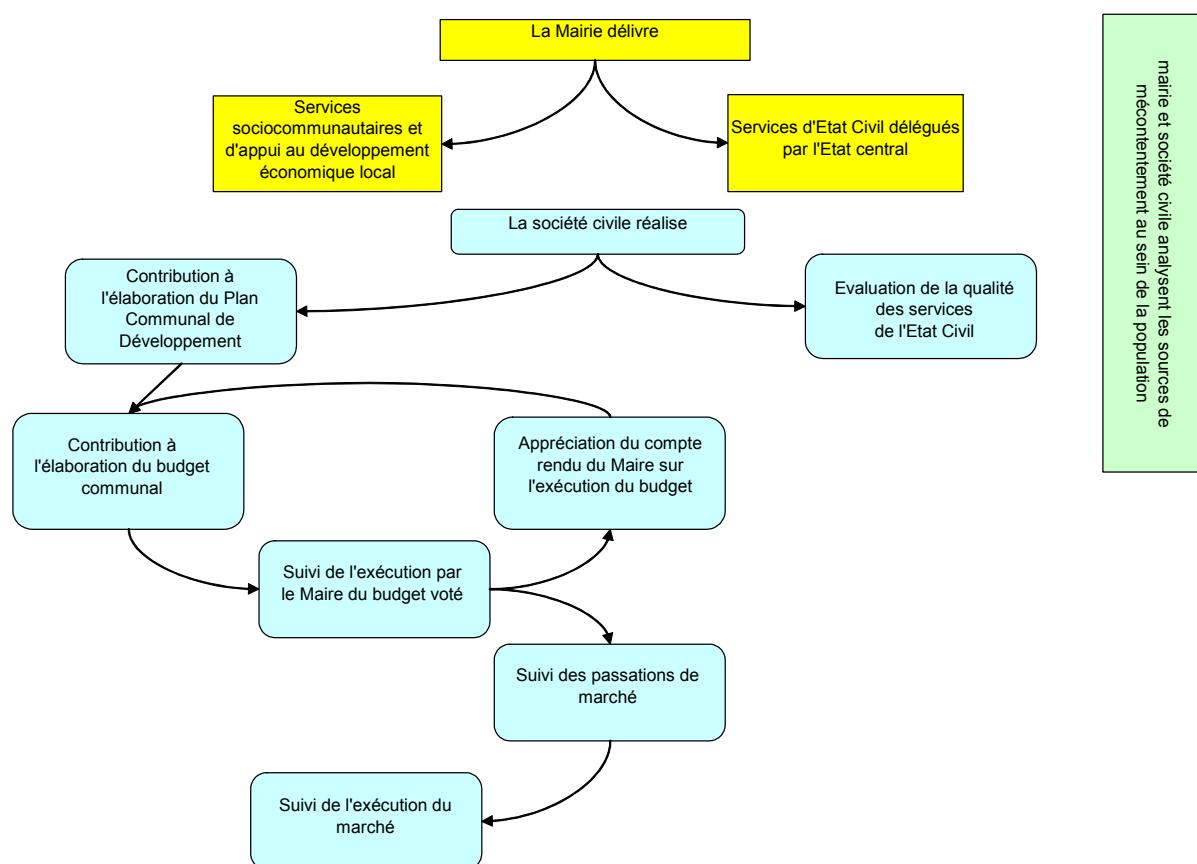 La Mairie délivre
Services
sociocommunautaires et
d'appui au développement
économique local
Services d'Etat Civil délégués
par l'Etat central
La société civile réalise
Contribution à
l'élaboration du Plan
Communal de
Développement
Evaluation de la qualité
des services
de l'Etat Civil
Contribution à
l'élaboration du budget
communal
Appréciation du compte
rendu du Maire sur
l'exécution du budget
Suivi de l'exécution par
le Maire du budget voté
Suivi des passations de
marché
Suivi de l'exécution du
marché
mairie et société civile analysent les sources de
mécontentement au sein de la population